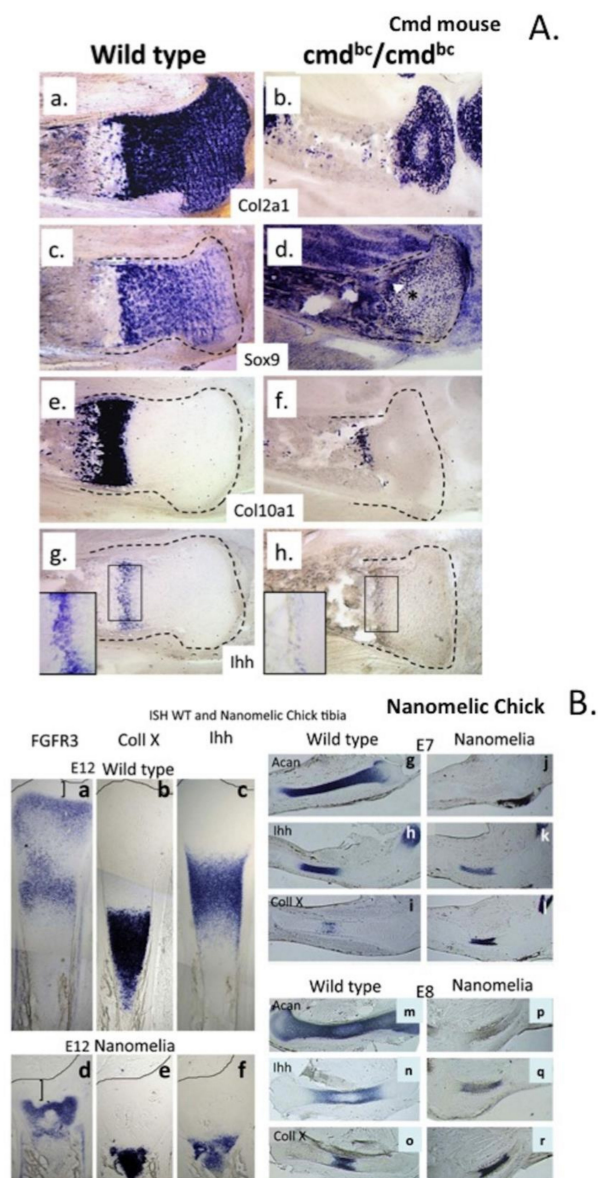 Cmd mouse A.
Wild type cmdbc/cmdbc
a. b.
Col2a1
c. d.
*
Sox9
e. f.
Col10a1
g. h.
Ihh
Nanomelic Chick B.
ISH WT and Nanomelic Chick tibia
FGFR3 Coll X Ihh
E12 Wild type
a b c
E12 Nanomelia
d e f
Wild type E7 Nanomelia
Acan g j
Ihh h k
Coll X i l
Wild type E8 Nanomelia
Acan m p
Ihh n q
Coll X o r